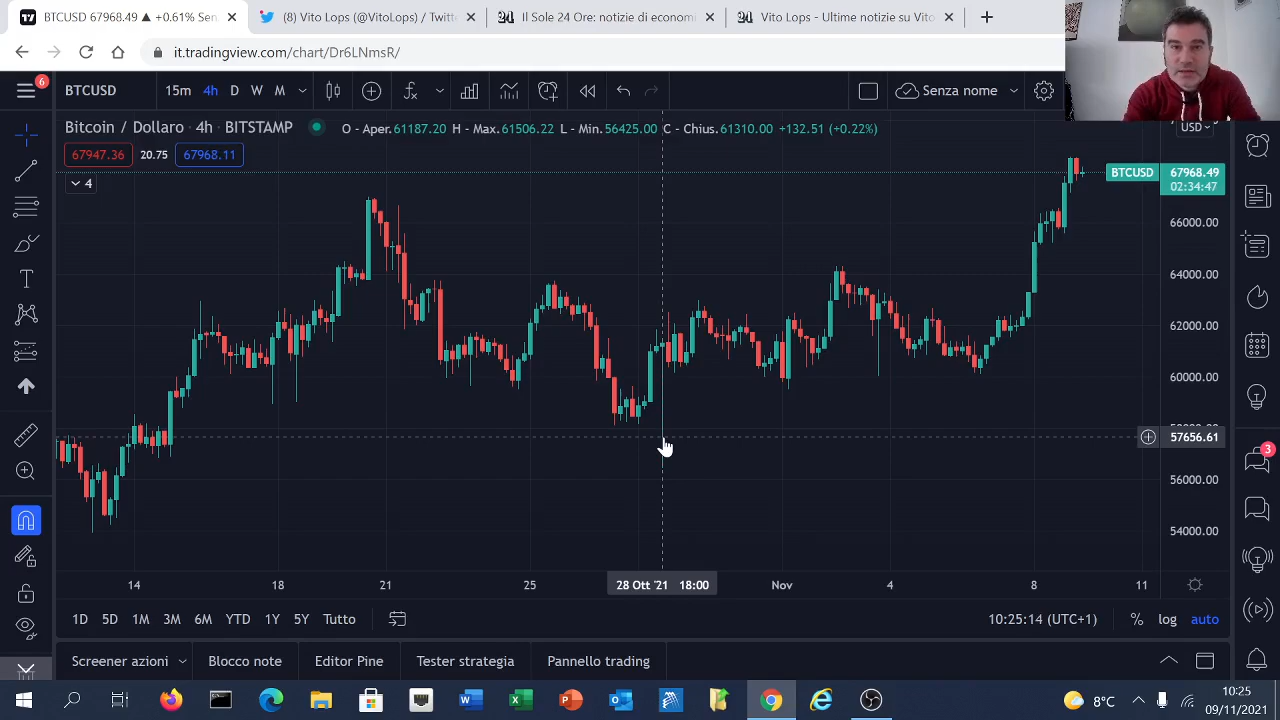 BTCUSD 67968.49 ▲ +0.61% Sen
(8) Vito Lops (@VitoLops) / Twitt
Il Sole 24 Ore: notizie di economi
Vito Lops - Ultime notizie su Vito
it.tradingview.com/chart/Dr6LNmsR/
6
BTCUSD 15m 4h D W M Senza nome
Bitcoin / Dollaro · 4h · BITSTAMP O - Aper.61187.20 H - Max.61506.22 L - Min.56425.00 C - Chius.61310.00 +132.51 (+0.22%)
USD
67947.36 20.75 67968.11
4
BTCUSD 67968.49
02:34:47
66000.00
64000.00
62000.00
60000.00
57656.61
56000.00
54000.00
3
14 18 21 25 28 Ott '21 18:00 Nov 4 8 11
1D 5D 1M 3M 6M YTD 1Y 5Y Tutto 10:25:14 (UTC+1) % log auto
Screener azioni Blocco note Editor Pine Tester strategia Pannello trading
8°C
10:25
09/11/2021